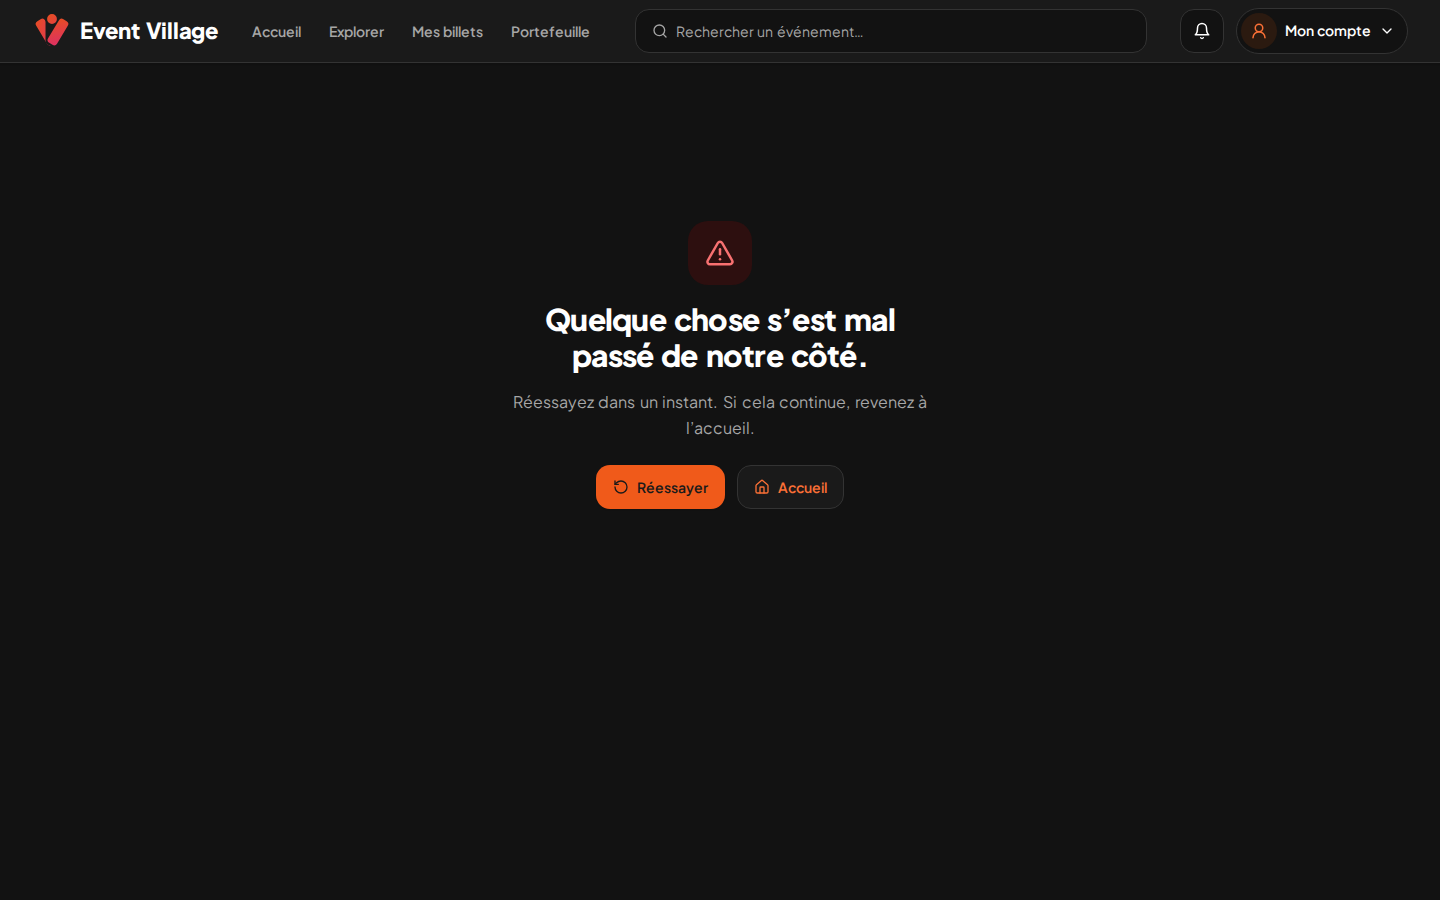 Event Village
Accueil
Explorer
Mes billets
Portefeuille
Rechercher un événement…
Mon compte
Quelque chose s’est mal
passé de notre côté.
Réessayez dans un instant. Si cela continue, revenez à
l’accueil.
Réessayer
Accueil